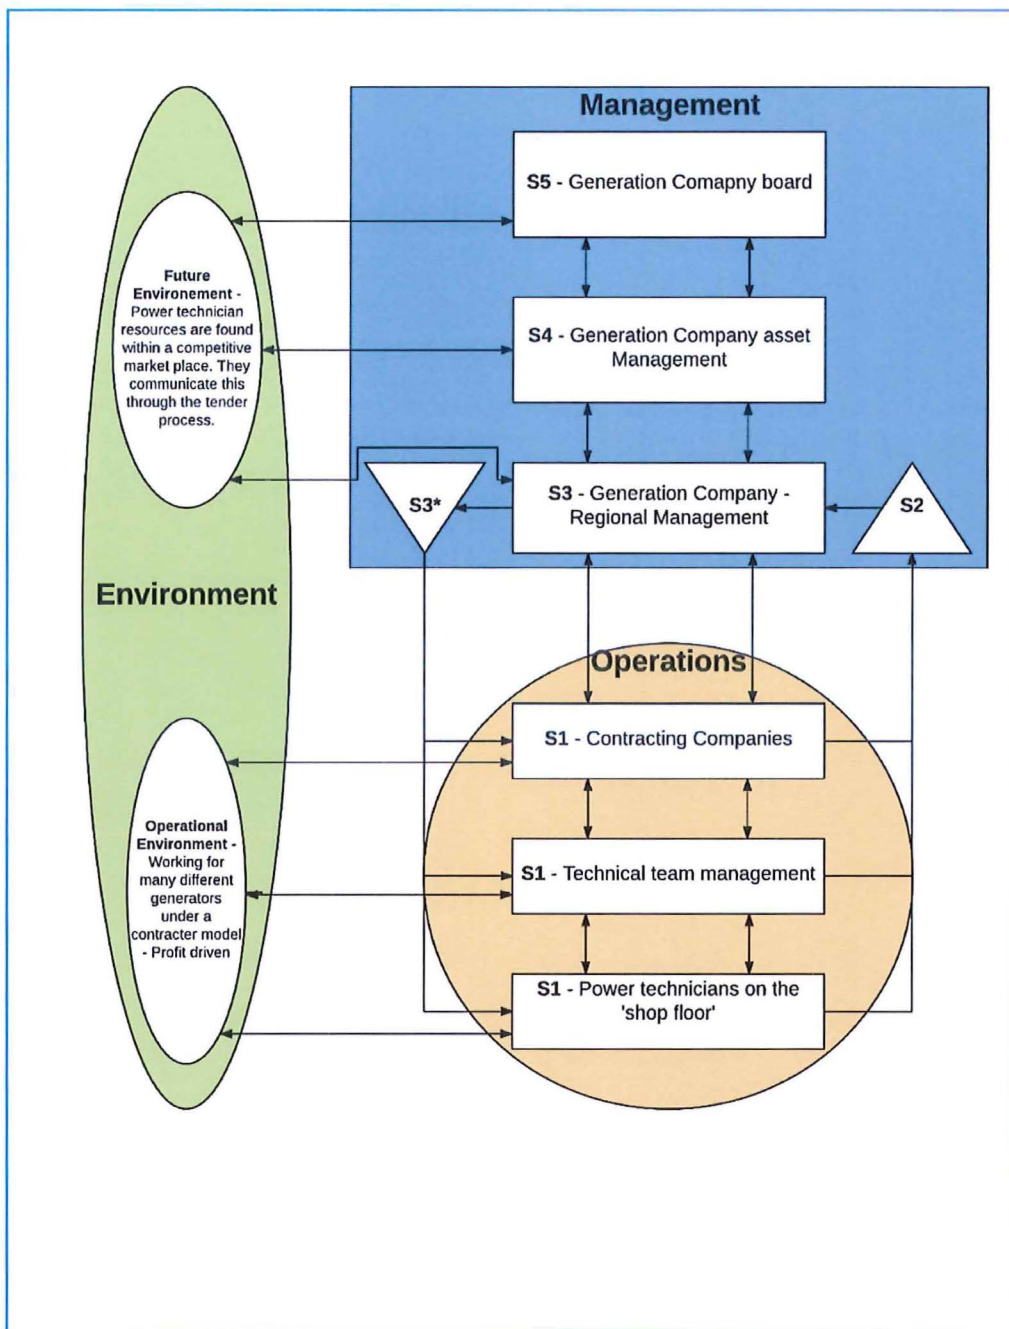 Management
S5 - Generation Comapny board
Future
Environement -
Power technician
resources are found
within a competitive
market place. They
communicate this
through the tender
process.
S4 - Generation Company asset
Management
S3*
S3 - Generation Company -
Regional Management
S2
Environment
Operations
S1 - Contracting Companies
Operational
Environment -
Working for
many different
generators
under a
contracter model
- Profit driven
S1 - Technical team management
S1 - Power technicians on the
'shop floor'